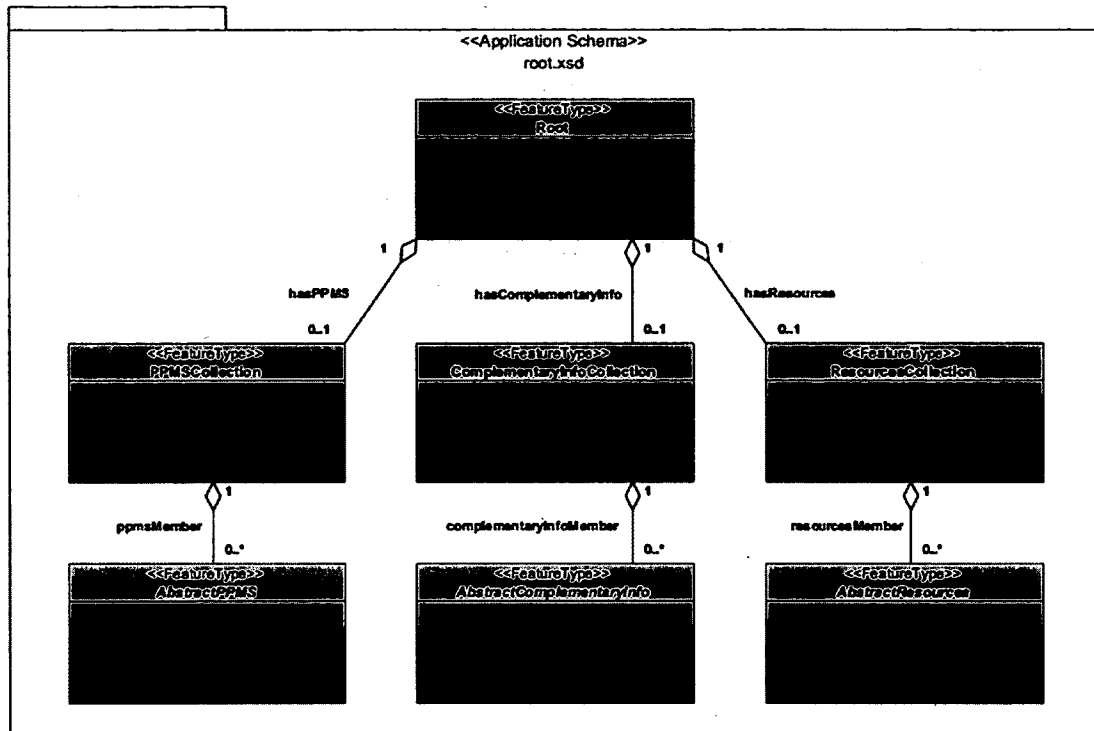 <<Application Schema>>
root.xsd
<<FeatureType>>
Root
1
1
1
hasPPMS
hasComplementaryInfo
hasResources
0..1
0..1
0..1
<<FeatureType>>
PPMSCollection
<<FeatureType>>
ComplementaryInfoCollection
<<FeatureType>>
ResourcesCollection
1
1
1
ppmsMember
complementaryInfoMember
resourcesMember
0..*
0..*
0..*
<<FeatureType>>
AbstractPPMS
<<FeatureType>>
AbstractComplementaryInfo
<<FeatureType>>
AbstractResources